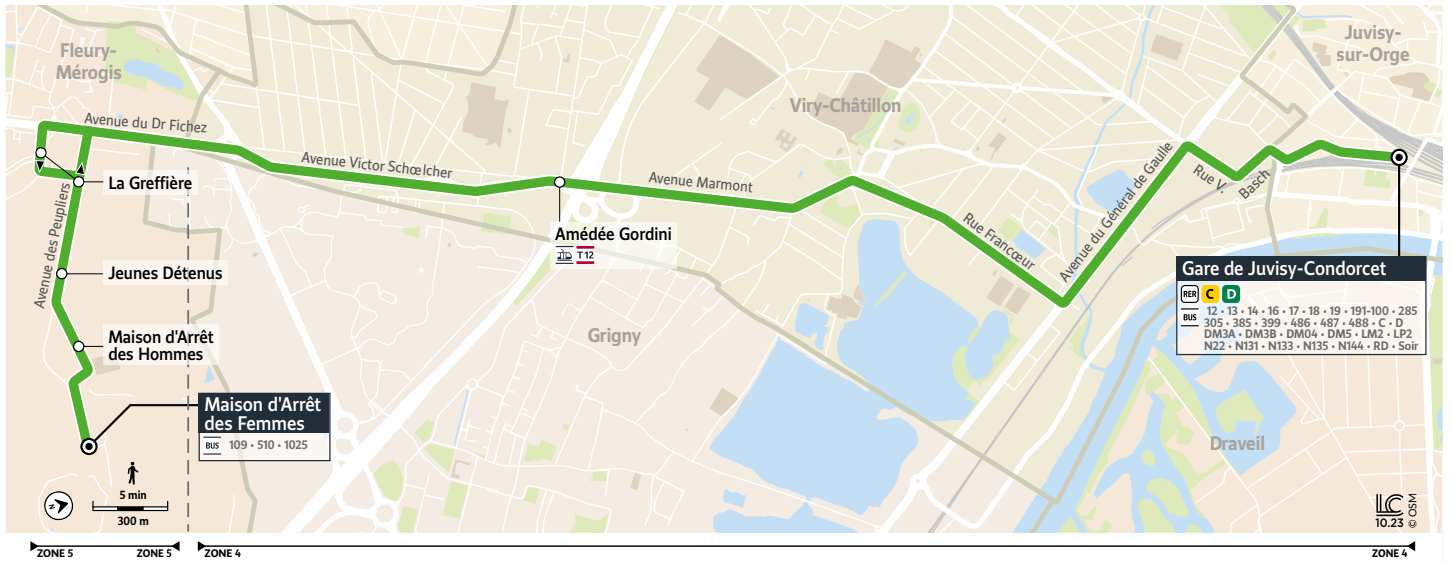 Fleury-
Mérogis
Juvisy-
sur-Orge
Viry-Châtillon
Avenue du Dr Fichez
Avenue Victor Schœlcher
Avenue Marmont
Rue Francœur
Avenue du Général de Gaulle
Rue V.
Basch
Avenue des Peupliers
La Greffière
Jeunes Détenus
Maison d'Arrêt
des Hommes
Amédée Gordini
T12
Gare de Juvisy-Condorcet
RER C D
BUS 12 • 13 • 14 • 16 • 17 • 18 • 19 • 191-100 • 285
305 • 385 • 399 • 486 • 487 • 488 • C • D
DM3A • DM3B • DM04 • DM5 • LM2 • LP2
N22 • N131 • N133 • N135 • N144 • RD • Soir
Grigny
Maison d'Arrêt
des Femmes
BUS 109 • 510 • 1025
Draveil
N
5 min
300 m
LC
10.23
© OSM
ZONE 5 ZONE 5 ZONE 4 ZONE 4